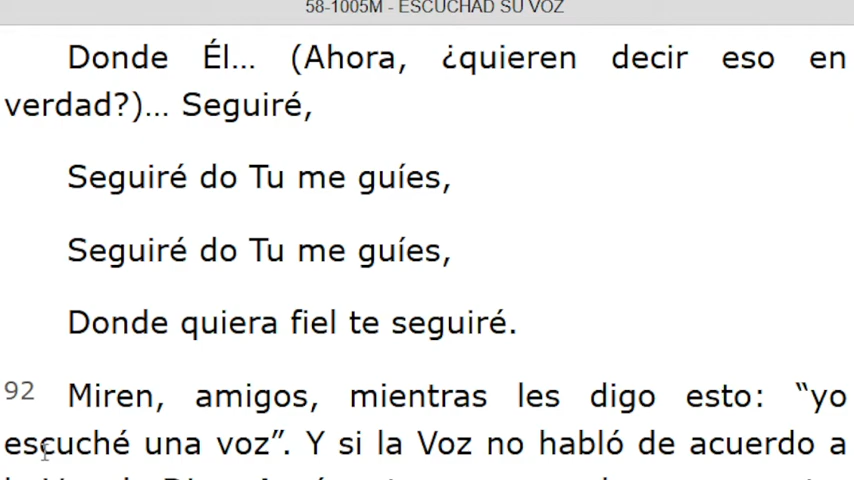 58-1005M - ESCUCHAD SU VOZ
Donde Él... (Ahora, ¿quieren decir eso en
verdad?)... Seguiré,
Seguiré do Tu me guíes,
Seguiré do Tu me guíes,
Donde quiera fiel te seguiré.
92 Miren, amigos, mientras les digo esto: “yo
escuché una voz”. Y si la Voz no habló de acuerdo a